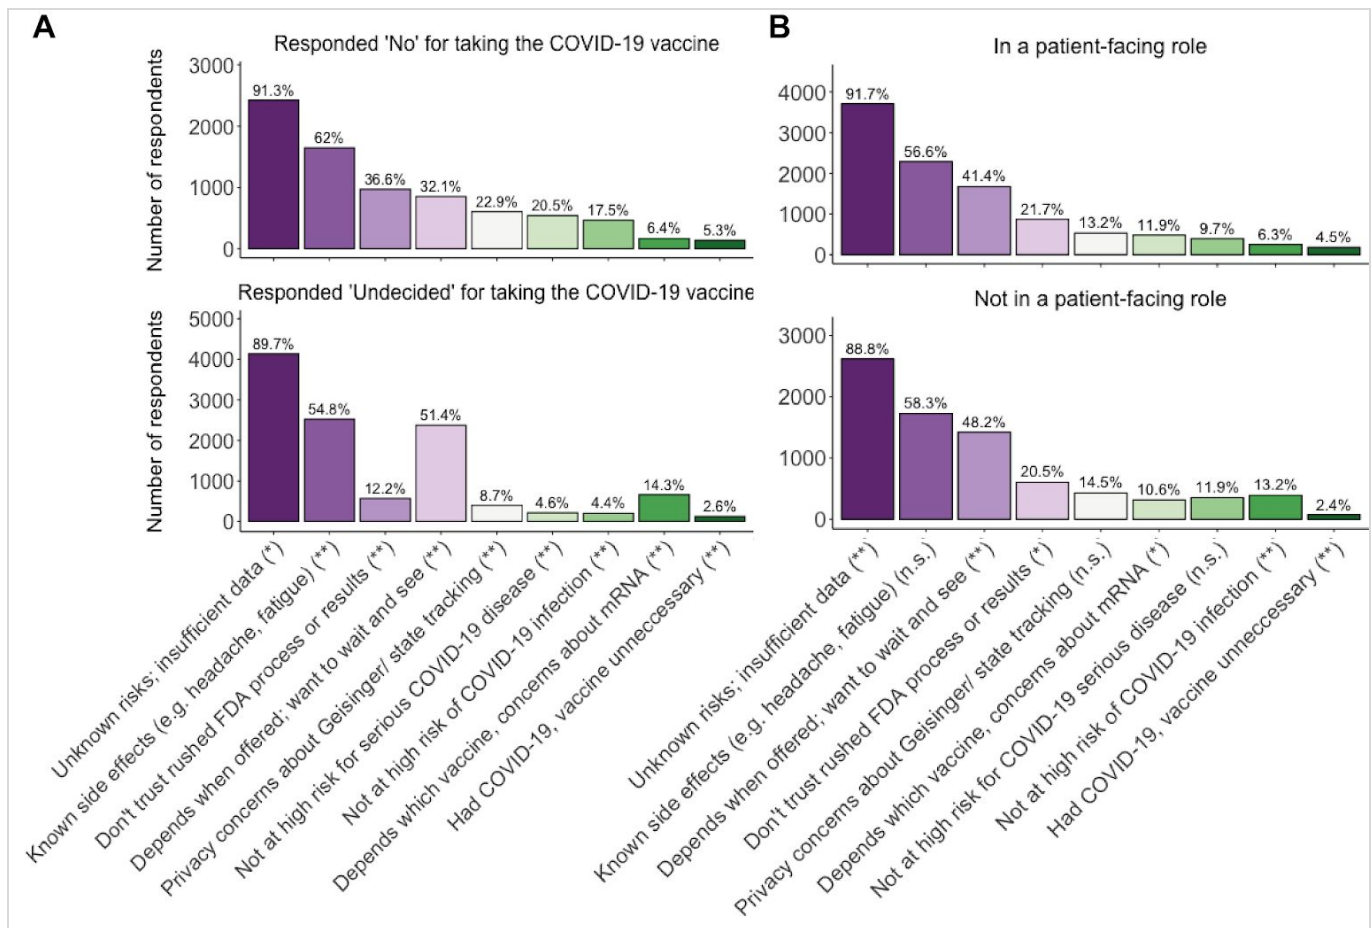 A
Responded 'No' for taking the COVID-19 vaccine
Number of respondents
3000
2000
1000
0
91.3%
62%
36.6%
32.1%
22.9%
20.5%
17.5%
6.4%
5.3%
Responded 'Undecided' for taking the COVID-19 vaccine
Number of respondents
5000
4000
3000
2000
1000
0
89.7%
54.8%
12.2%
51.4%
8.7%
4.6%
4.4%
14.3%
2.6%
Unknown risks; insufficient data (*)
Known side effects (e.g. headache, fatigue) (**)
Don't trust rushed FDA process or results (**)
Depends when offered; want to wait and see (**)
Privacy concerns about Geisinger/ state tracking (**)
Not at high risk for serious COVID-19 disease (**)
Not at high risk of COVID-19 infection (**)
Depends which vaccine, concerns about mRNA (**)
Had COVID-19, vaccine unneccessary (**)
B
In a patient-facing role
4000
3000
2000
1000
0
91.7%
56.6%
41.4%
21.7%
13.2%
11.9%
9.7%
6.3%
4.5%
Not in a patient-facing role
3000
2000
1000
0
88.8%
58.3%
48.2%
20.5%
14.5%
10.6%
11.9%
13.2%
2.4%
Unknown risks; insufficient data (**)
Known side effects (e.g. headache, fatigue) (n.s.)
Depends when offered; want to wait and see (**)
Don't trust rushed FDA process or results (*)
Privacy concerns about Geisinger/ state tracking (n.s.)
Depends which vaccine, concerns about mRNA (*)
Not at high risk for COVID-19 serious disease (n.s.)
Not at high risk of COVID-19 infection (**)
Had COVID-19, vaccine unneccessary (**)